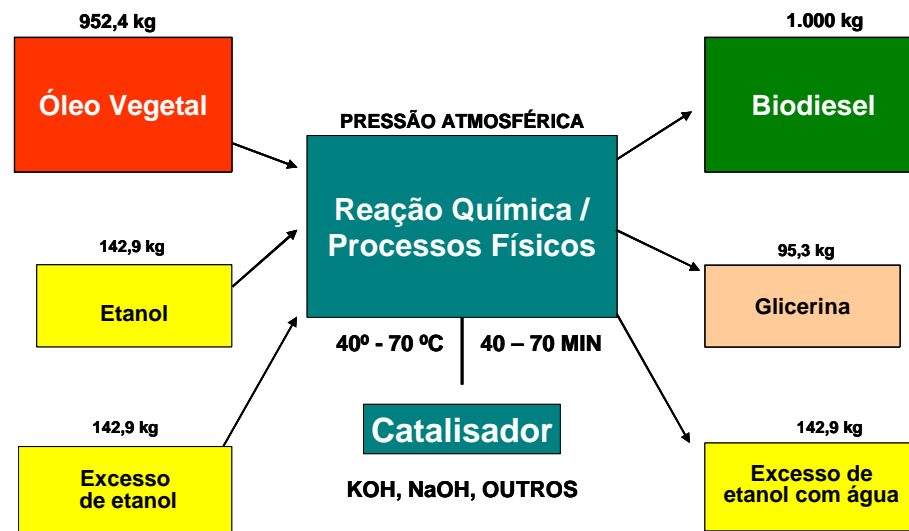 952,4 kg
Óleo Vegetal
1.000 kg
Biodiesel
PRESSÃO ATMOSFÉRICA
Reação Química /
Processos Físicos
142,9 kg
Etanol
95,3 kg
Glicerina
40º - 70 ºC
40 – 70 MIN
Catalisador
KOH, NaOH, OUTROS
142,9 kg
Excesso
de etanol
142,9 kg
Excesso de
etanol com água